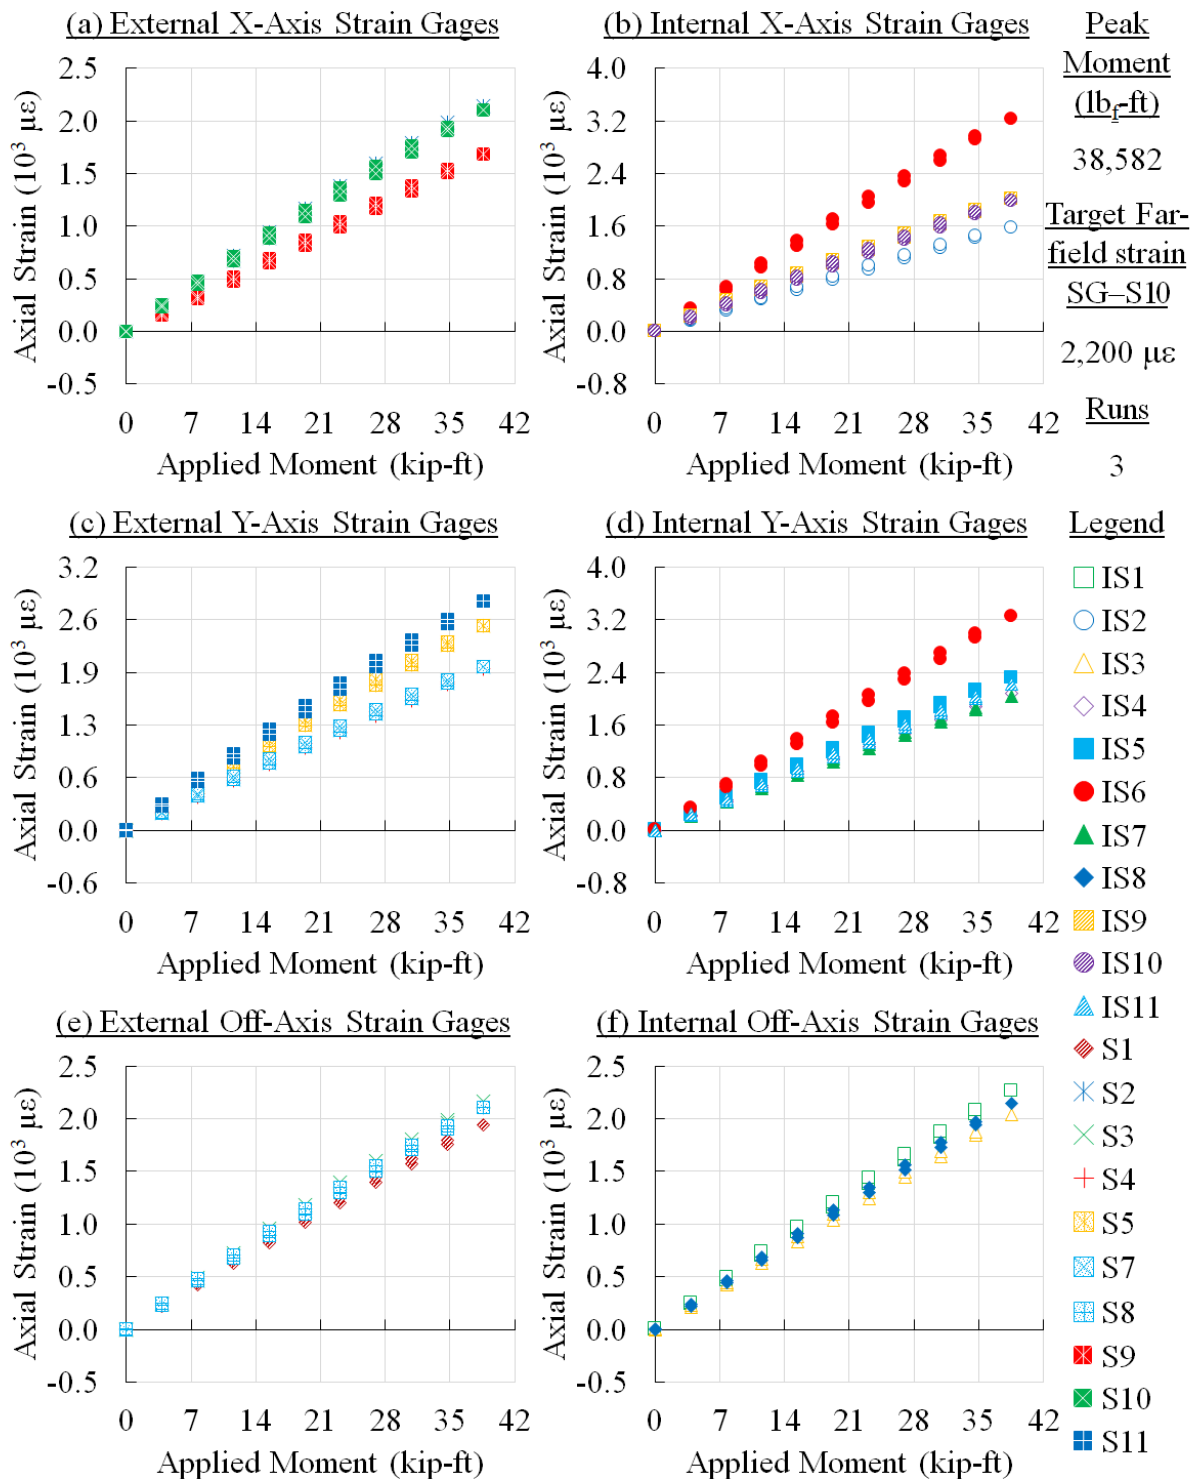 (a) External X-Axis Strain Gages
2.5
2.0
1.5
1.0
0.5
0.0
-0.5
Axial Strain (10³ με)
0 7 14 21 28 35 42
Applied Moment (kip-ft)
(b) Internal X-Axis Strain Gages
4.0
3.2
2.4
1.6
0.8
0.0
-0.8
Axial Strain (10³ με)
0 7 14 21 28 35 42
Applied Moment (kip-ft)
Peak
Moment
(lbf-ft)
38,582
Target Far-
field strain
SG–S10
2,200 με
Runs
3
(c) External Y-Axis Strain Gages
3.2
2.6
1.9
1.3
0.6
0.0
-0.6
Axial Strain (10³ με)
0 7 14 21 28 35 42
Applied Moment (kip-ft)
(d) Internal Y-Axis Strain Gages
4.0
3.2
2.4
1.6
0.8
0.0
-0.8
Axial Strain (10³ με)
0 7 14 21 28 35 42
Applied Moment (kip-ft)
(e) External Off-Axis Strain Gages
2.5
2.0
1.5
1.0
0.5
0.0
-0.5
Axial Strain (10³ με)
0 7 14 21 28 35 42
Applied Moment (kip-ft)
(f) Internal Off-Axis Strain Gages
2.5
2.0
1.5
1.0
0.5
0.0
-0.5
Axial Strain (10³ με)
0 7 14 21 28 35 42
Applied Moment (kip-ft)
Legend
IS1
IS2
IS3
IS4
IS5
IS6
IS7
IS8
IS9
IS10
IS11
S1
S2
S3
S4
S5
S7
S8
S9
S10
S11